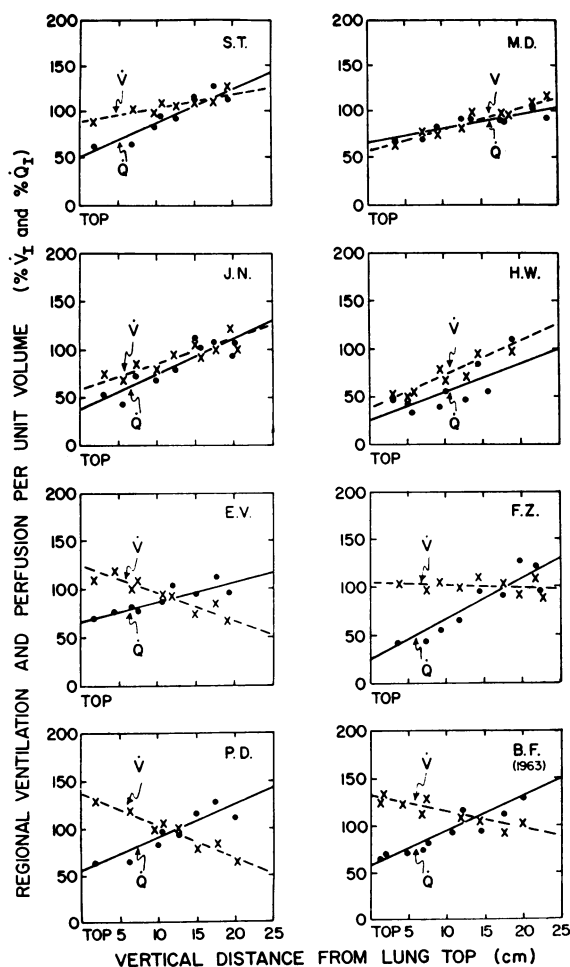 REGIONAL VENTILATION AND PERFUSION PER UNIT VOLUME (% V̇I and % Q̇I)
200
150
100
50
0
S.T.
V̇
Q̇
TOP
200
150
100
50
0
M.D.
V̇
Q̇
TOP
200
150
100
50
0
J.N.
V̇
Q̇
TOP
200
150
100
50
0
H.W.
V̇
Q̇
TOP
200
150
100
50
0
E.V.
V̇
Q̇
TOP
200
150
100
50
0
F.Z.
V̇
Q̇
TOP
200
150
100
50
0
P.D.
V̇
Q̇
TOP 5 10 15 20 25
200
150
100
50
0
B.F.
(1963)
V̇
Q̇
TOP 5 10 15 20 25
VERTICAL DISTANCE FROM LUNG TOP (cm)